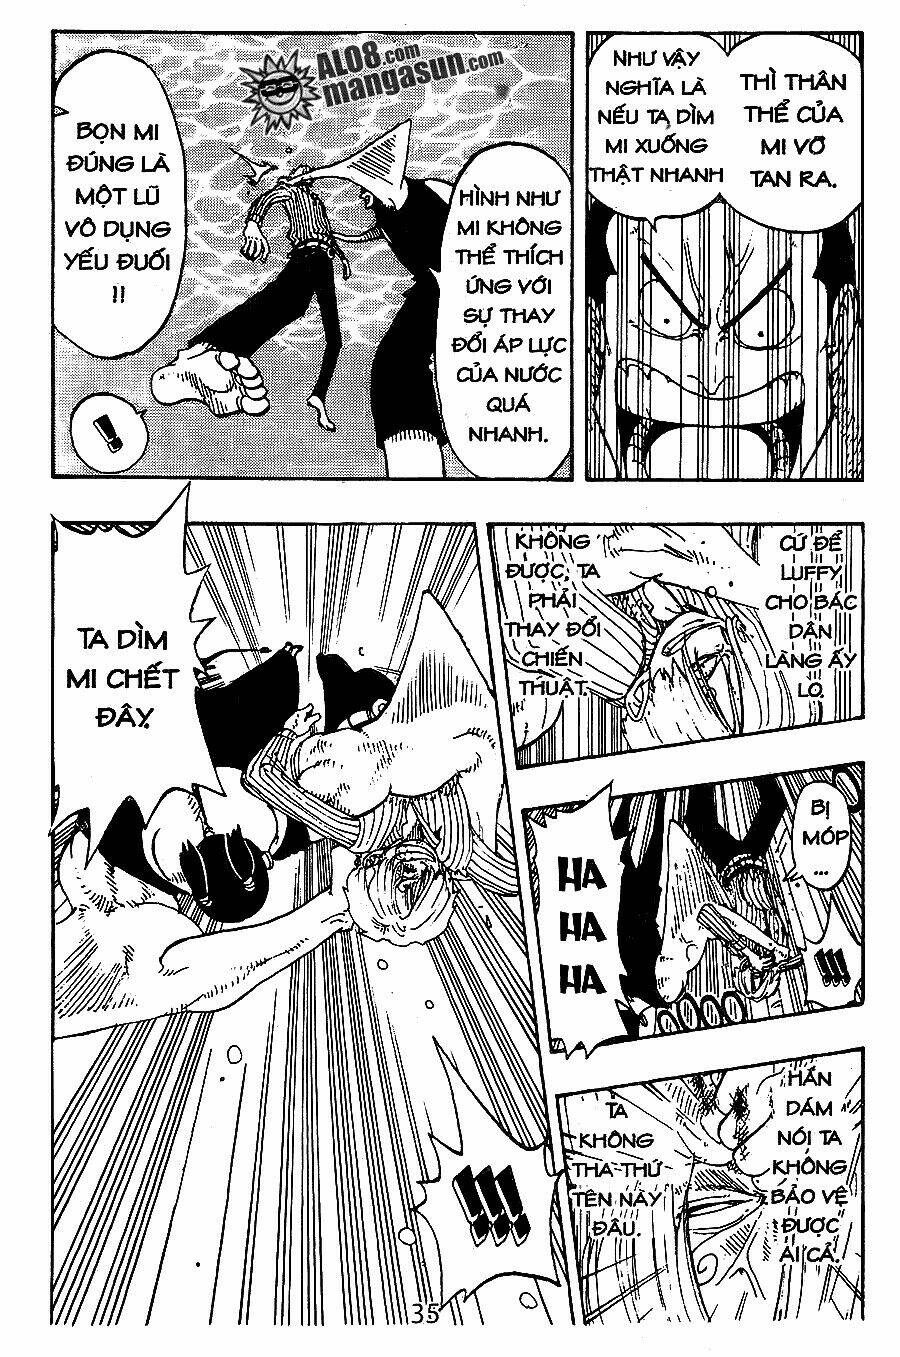 ALO8.com
mangasun.com
BỌN MI
ĐÚNG LÀ
MỘT LŨ
VÔ DỤNG
YẾU ĐUỐI
!!
!!
HÌNH NHƯ
MI KHÔNG
THỂ THÍCH
ỨNG VỚI
SỰ THAY
ĐỔI ÁP LỰC
CỦA NƯỚC
QUÁ
NHANH.
NHƯ VẬY
NGHĨA LÀ
NẾU TA DÌM
MI XUỐNG
THẬT NHANH
THÌ THÂN
THỂ CỦA
MI VỠ
TAN RA.
TA DÌM
MI CHẾT
ĐÂY.
!!!
KHÔNG
ĐƯỢC, TA
PHẢI
THAY ĐỔI
CHIẾN
THUẬT.
CỨ ĐỂ
LUFFY
CHO BÁC
DÂN
LÀNG ẤY
LO.
HA
HA
HA
BỊ
MÓP
...
!!!
TA
KHÔNG
THA THỨ
TÊN NÀY
ĐÂU.
HẮN
DÁM
NÓI TA
KHÔNG
BẢO VỆ
ĐƯỢC
AI CẢ.
35